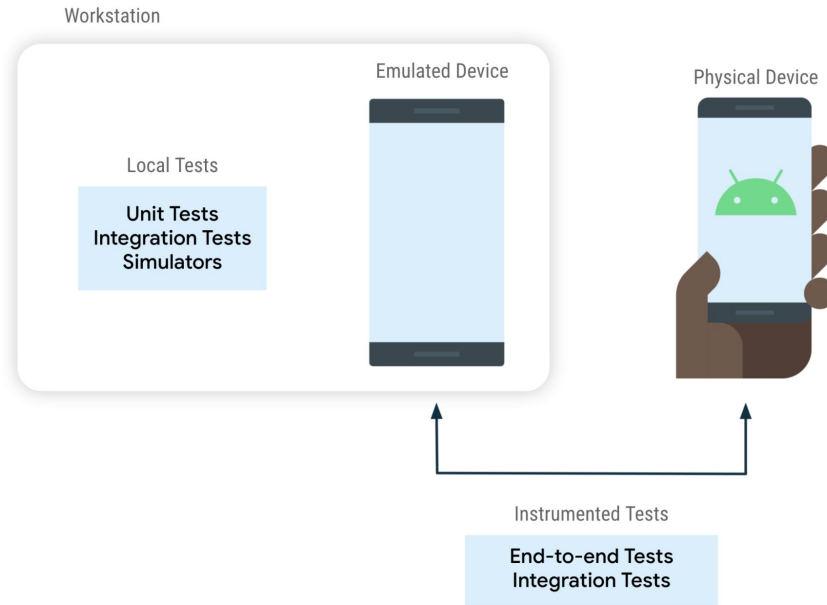 Workstation
Emulated Device
Physical Device
Local Tests
Unit Tests
Integration Tests
Simulators
Instrumented Tests
End-to-end Tests
Integration Tests